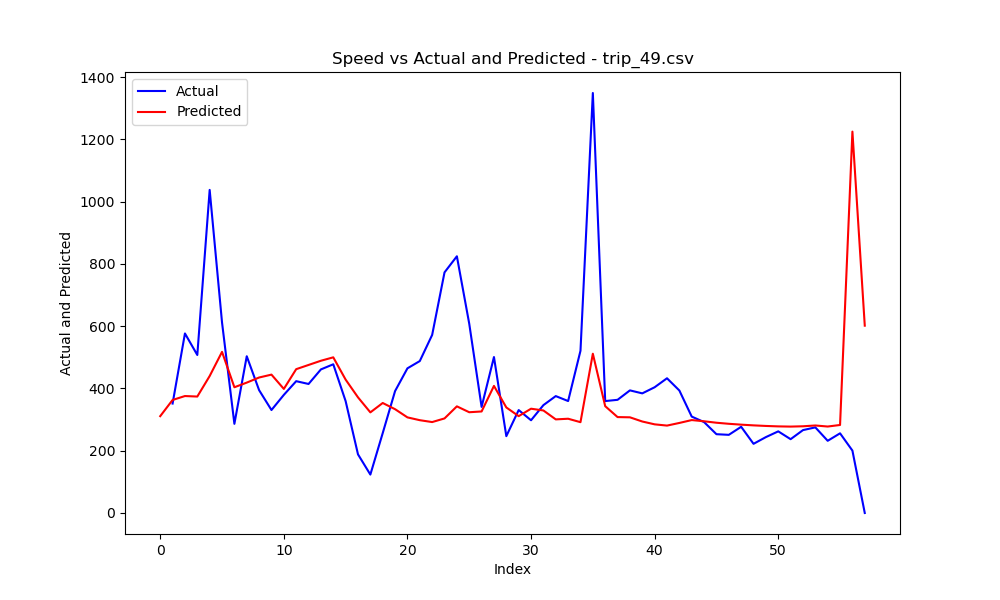 Speed vs Actual and Predicted - trip_49.csv
Actual
Predicted
1400
1200
1000
800
600
400
200
0
Actual and Predicted
0 10 20 30 40 50
Index